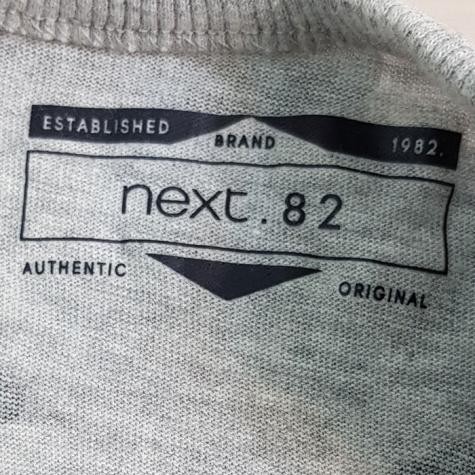 ESTABLISHED BRAND 1982.
next.82
AUTHENTIC ORIGINAL